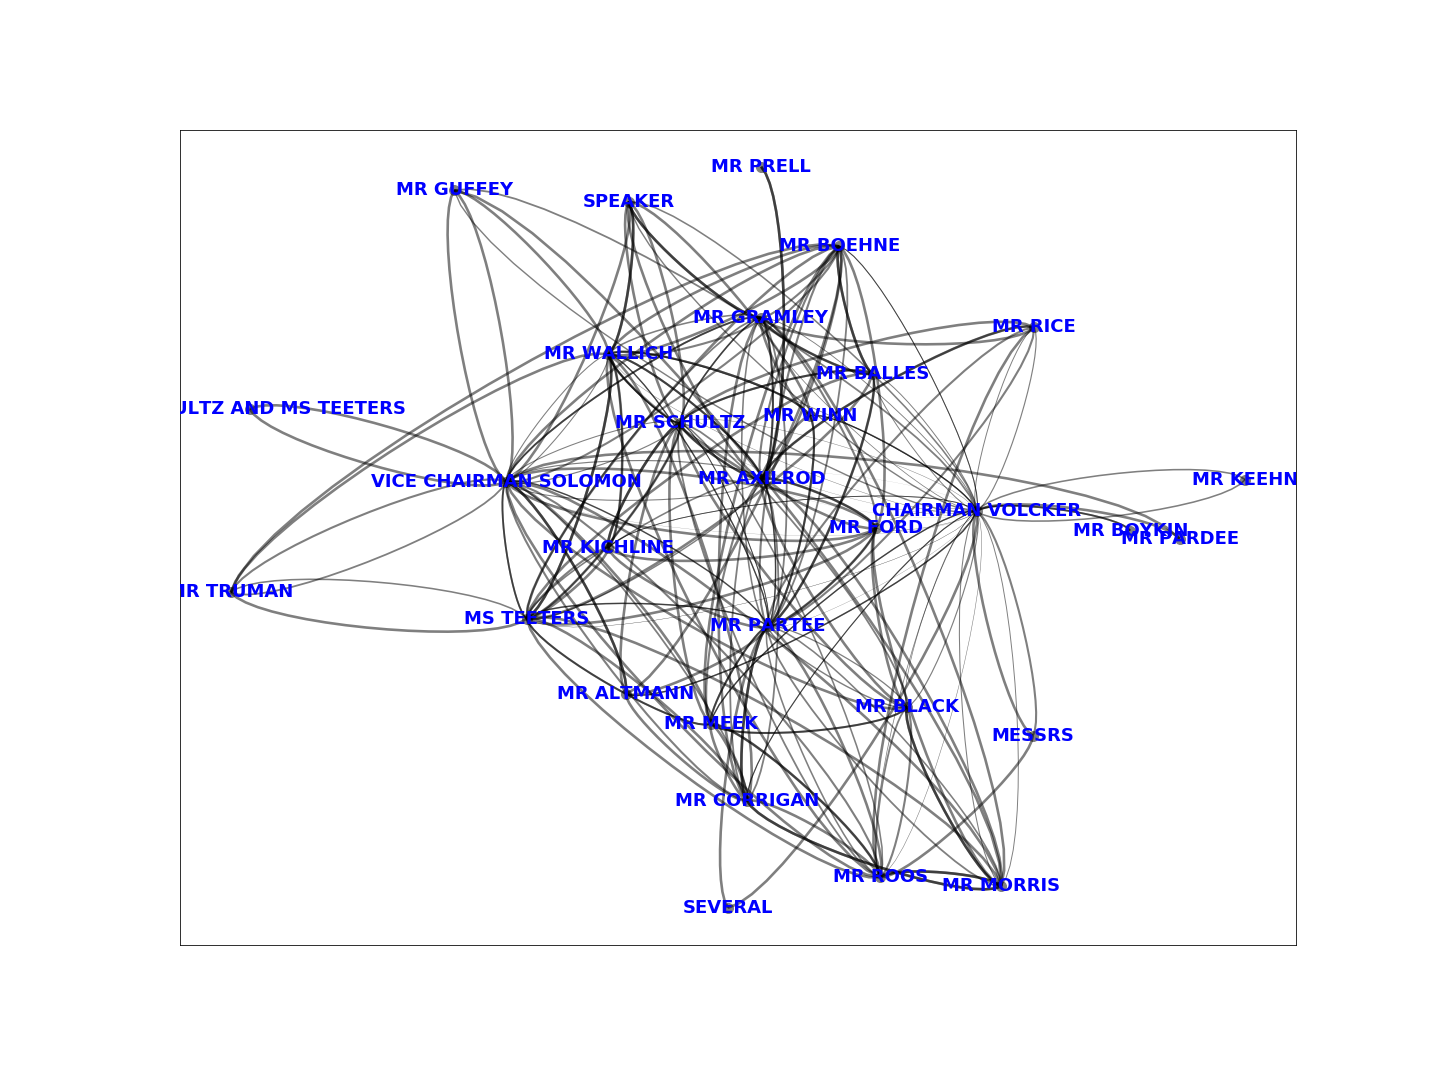 MR PRELL
MR GUFFEY
SPEAKER
MR BOEHNE
MR GRAMLEY
MR RICE
MR WALLICH
MR BALLES
ULTZ AND MS TEETERS
MR WINN
MR SCHULTZ
MR AXILROD
MR KEEHN
VICE CHAIRMAN SOLOMON
CHAIRMAN VOLCKER
MR FORD
MR BOYKIN
MR PARDEE
MR KICHLINE
MR TRUMAN
MS TEETERS
MR PARTEE
MR ALTMANN
MR BLACK
MR MEEK
MESSRS
MR CORRIGAN
MR ROOS
MR MORRIS
SEVERAL